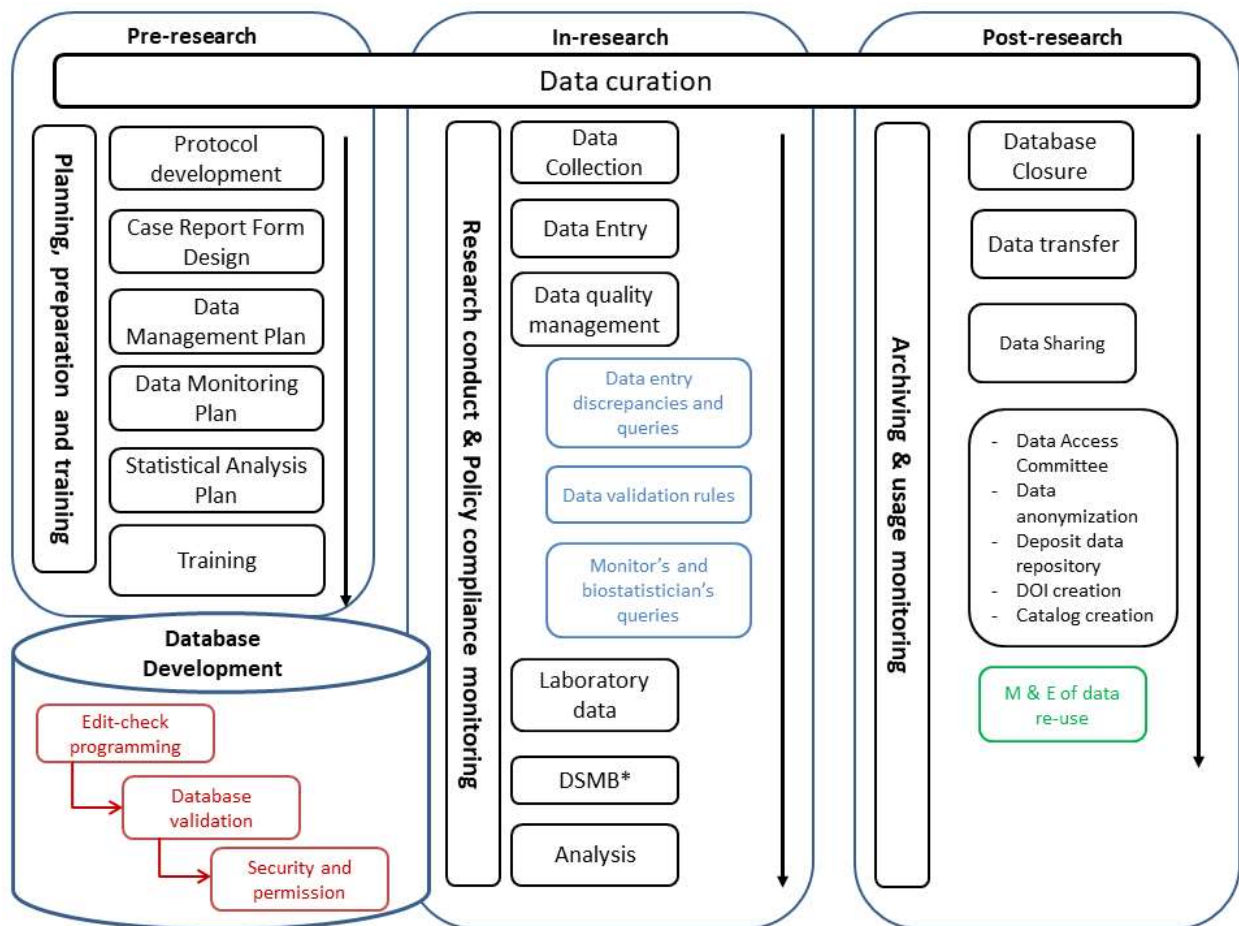 Pre-research
In-research
Post-research
Data curation
Planning, preparation and training
Protocol
development
Case Report Form
Design
Data
Management Plan
Data Monitoring
Plan
Statistical Analysis
Plan
Training
Database
Development
Edit-check
programming
Database
validation
Security and
permission
Research conduct & Policy compliance monitoring
Data
Collection
Data Entry
Data quality
management
Data entry
discrepancies and
queries
Data validation rules
Monitor's and
biostatistician's
queries
Laboratory
data
DSMB*
Analysis
Archiving & usage monitoring
Database
Closure
Data transfer
Data Sharing
- Data Access
Committee
- Data
anonymization
- Deposit data
repository
- DOI creation
- Catalog creation
M & E of data
re-use